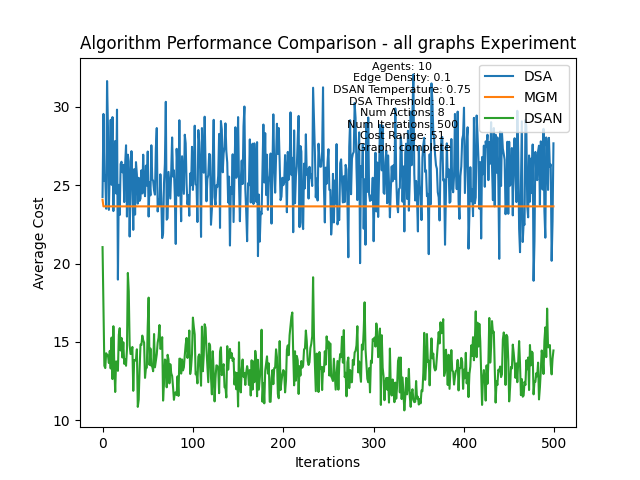 Algorithm Performance Comparison - all graphs Experiment
Agents: 10
Edge Density: 0.1
DSAN Temperature: 0.75
DSA Threshold: 0.1
Num Actions: 8
Num Iterations: 500
Cost Range: 51
Graph: complete
DSA
MGM
DSAN
Average Cost
30
25
20
15
10
0
100
200
300
400
500
Iterations